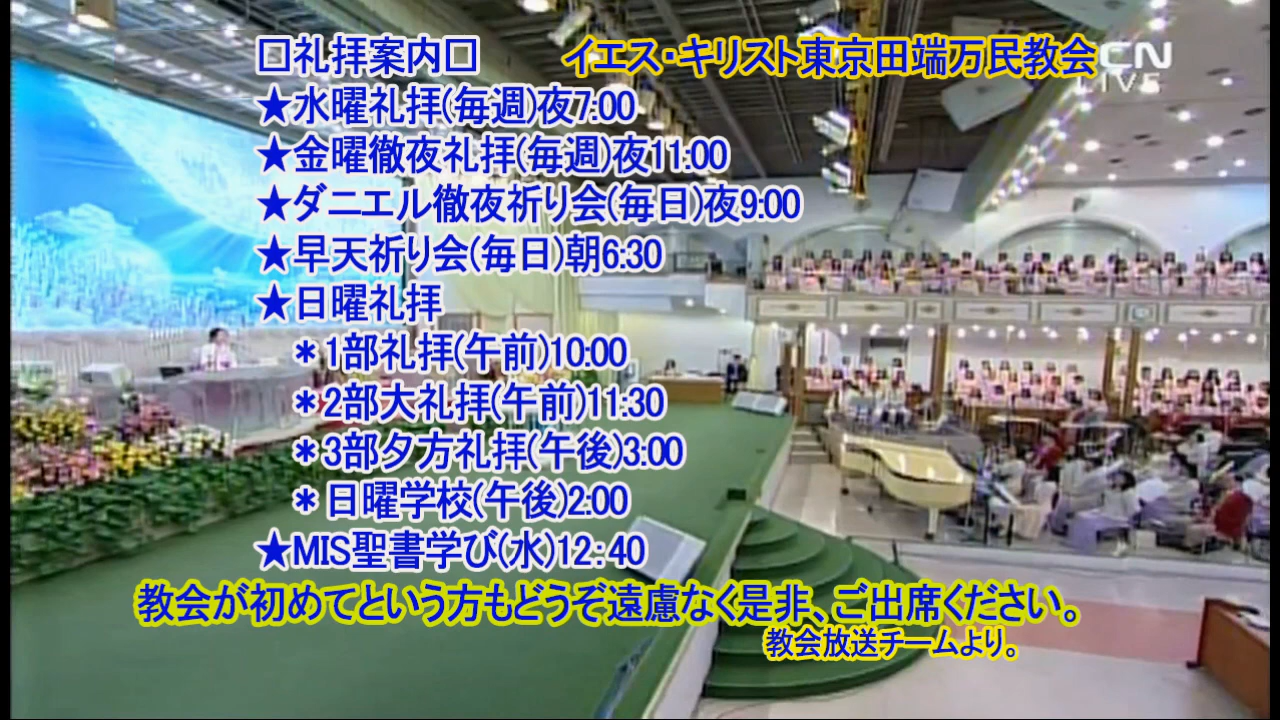 □礼拝案内□ イエス・キリスト東京田端万民教会
CN
LIVE
★水曜礼拝(毎週)夜7:00
★金曜徹夜礼拝(毎週)夜11:00
★ダニエル徹夜祈り会(毎日)夜9:00
★早天祈り会(毎日)朝6:30
★日曜礼拝
＊1部礼拝(午前)10:00
＊2部大礼拝(午前)11:30
＊3部夕方礼拝(午後)3:00
＊日曜学校(午後)2:00
★MIS聖書学び(水)12:40
教会が初めてという方もどうぞ遠慮なく是非、ご出席ください。
教会放送チームより。